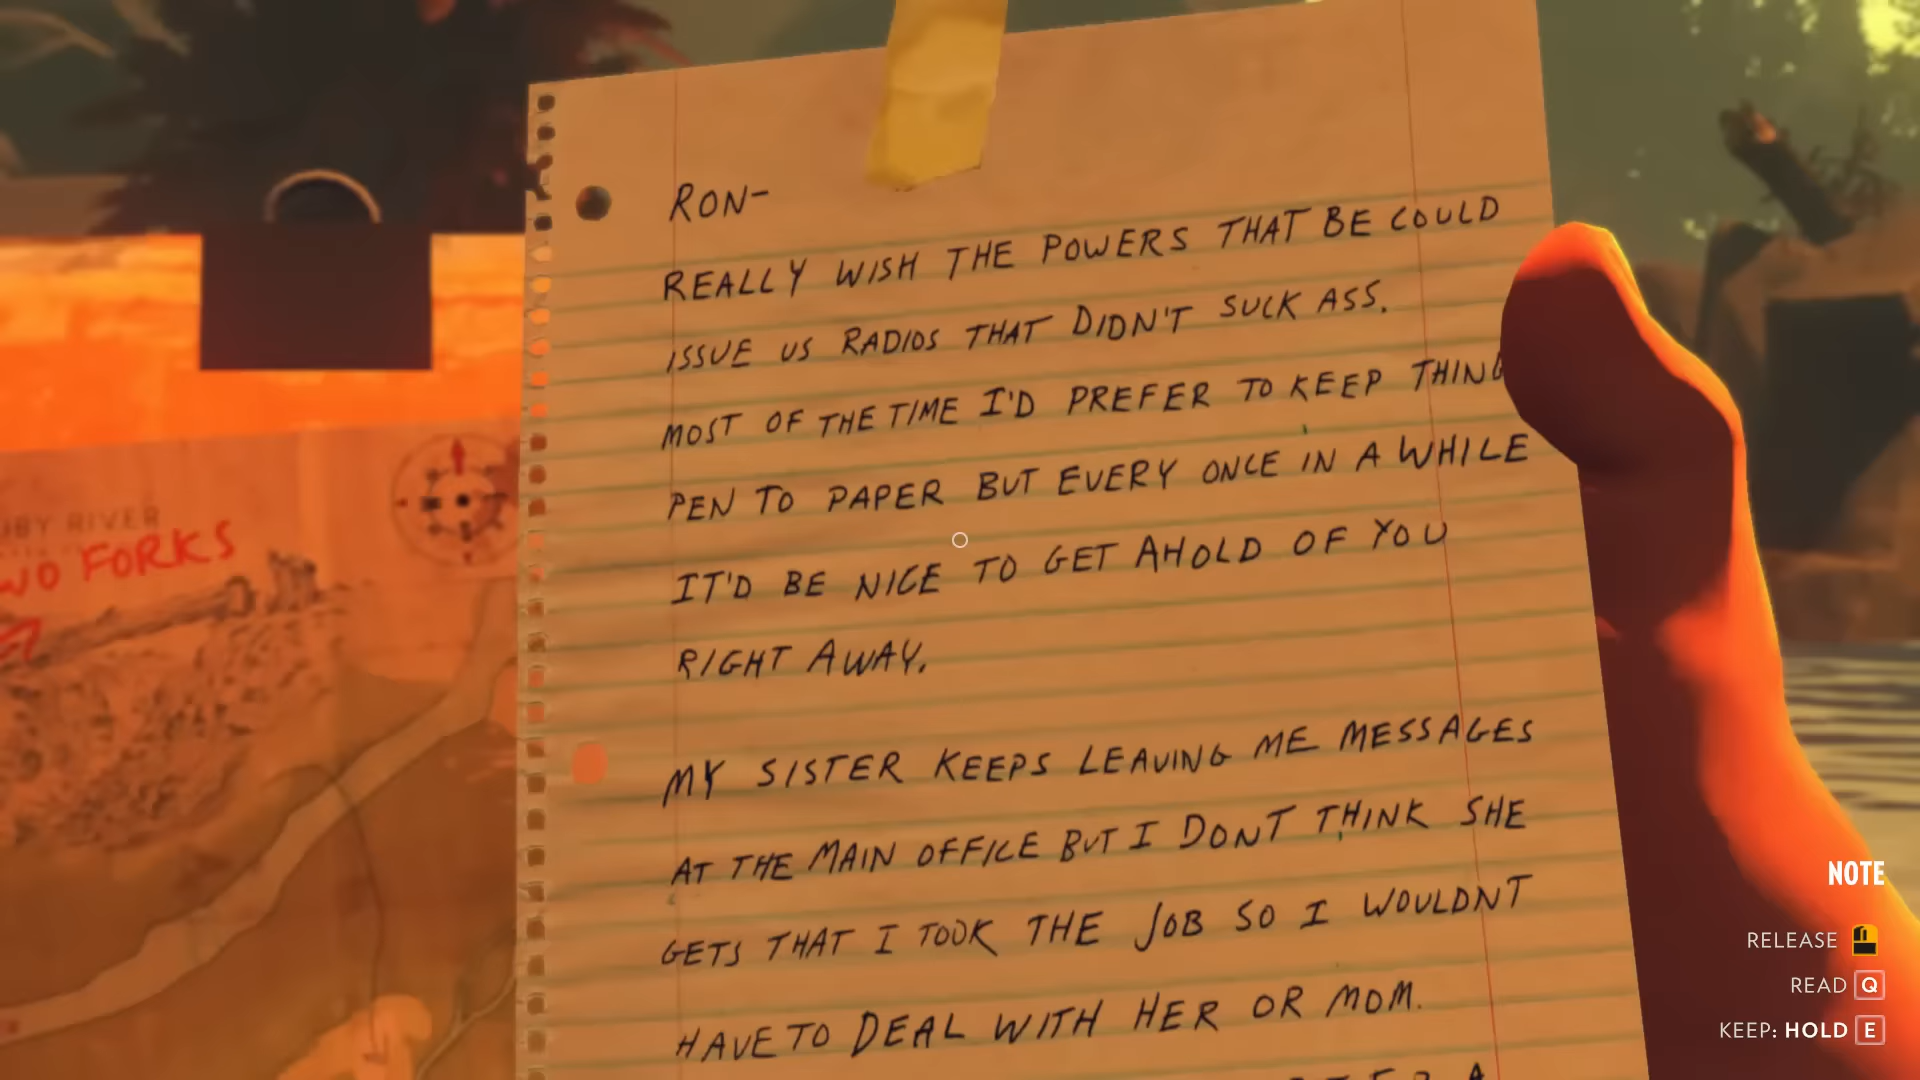 RON-
REALLY WISH THE POWERS THAT BE COULD
ISSUE US RADIOS THAT DIDN'T SUCK ASS.
MOST OF THE TIME I'D PREFER TO KEEP THING
PEN TO PAPER BUT EVERY ONCE IN A WHILE
IT'D BE NICE TO GET AHOLD OF YOU
RIGHT AWAY.
MY SISTER KEEPS LEAVING ME MESSAGES
AT THE MAIN OFFICE BUT I DONT THINK SHE
GETS THAT I TOOK THE JOB SO I WOULDNT
HAVE TO DEAL WITH HER OR MOM.
RIVER
FORKS
NOTE
RELEASE
READ Q
KEEP: HOLD E